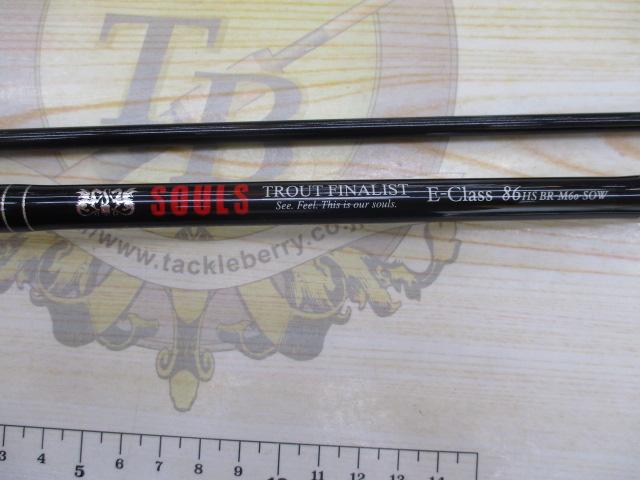 TB
SOULS TROUT FINALIST E-Class 86HS BR-M60 SOW
See. Feel. This is our souls.
www.tackleberry.co.
3 4 5 6 7 8 9 10 11 12 13 14